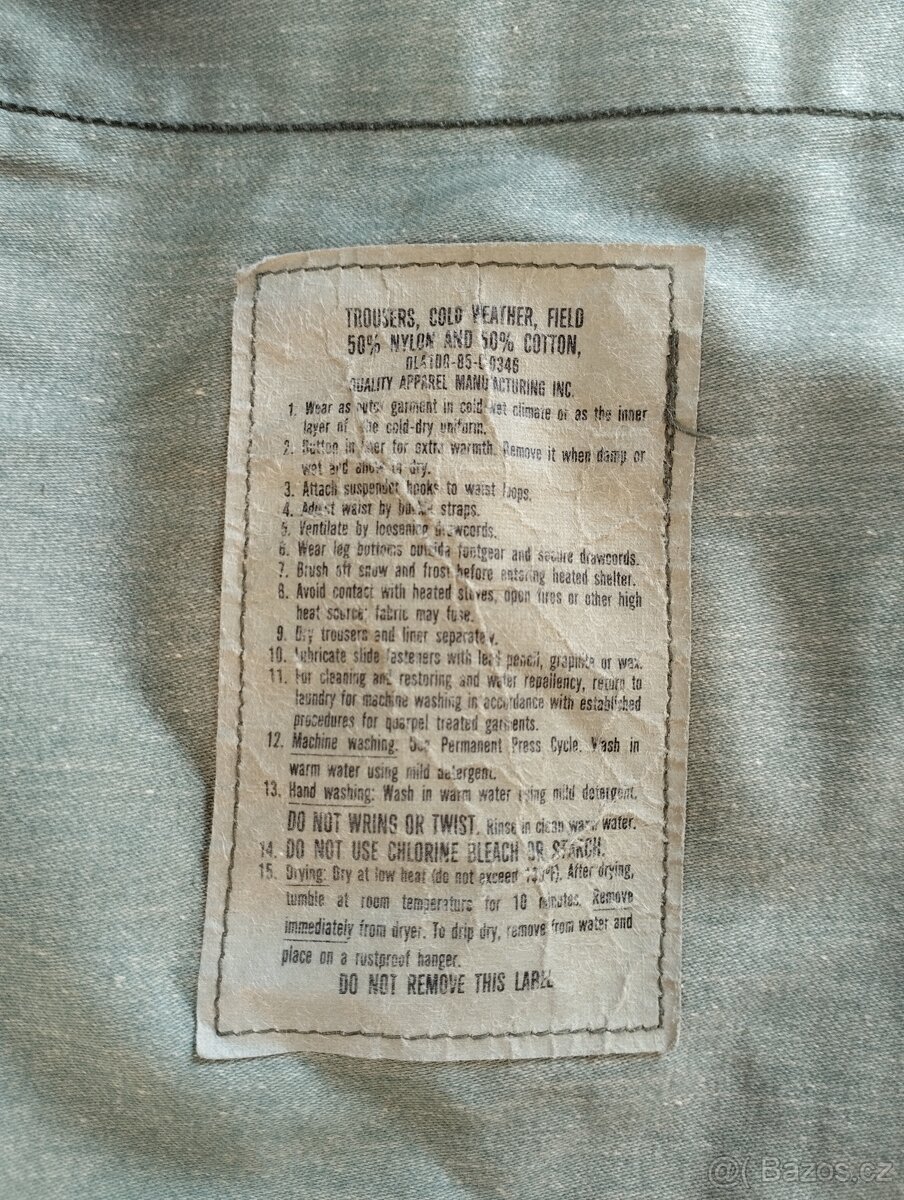 TROUSERS, COLD WEATHER, FIELD
50% NYLON AND 50% COTTON,
DLA100-85-C-0346
QUALITY APPAREL MANUFACTURING INC.
1. Wear as outer garment in cold-wet climate or as the inner
layer of the cold-dry uniform.
2. Button in liner for extra warmth. Remove it when damp or
wet and allow to dry.
3. Attach suspender hooks to waist loops.
4. Adjust waist by buckle straps.
5. Ventilate by loosening drawcords.
6. Wear leg bottoms outside footgear and secure drawcords.
7. Brush off snow and frost before entering heated shelter.
8. Avoid contact with heated stoves, open fires or other high
heat source; fabric may fuse.
9. Dry trousers and liner separately.
10. Lubricate slide fasteners with lead pencil, graphite or wax.
11. For cleaning and restoring and water repellency, return to
laundry for machine washing in accordance with established
procedures for quarpel treated garments.
12. Machine washing: Use Permanent Press Cycle. Wash in
warm water using mild detergent.
13. Hand washing: Wash in warm water using mild detergent.
DO NOT WRING OR TWIST. Rinse in clean warm water.
14. DO NOT USE CHLORINE BLEACH OR STARCH.
15. Drying: Dry at low heat (do not exceed °F). After drying,
tumble at room temperature for 10 minutes. Remove
immediately from dryer. To drip dry, remove from water and
place on a rustproof hanger.
DO NOT REMOVE THIS LABEL
@ Bazoš.cz